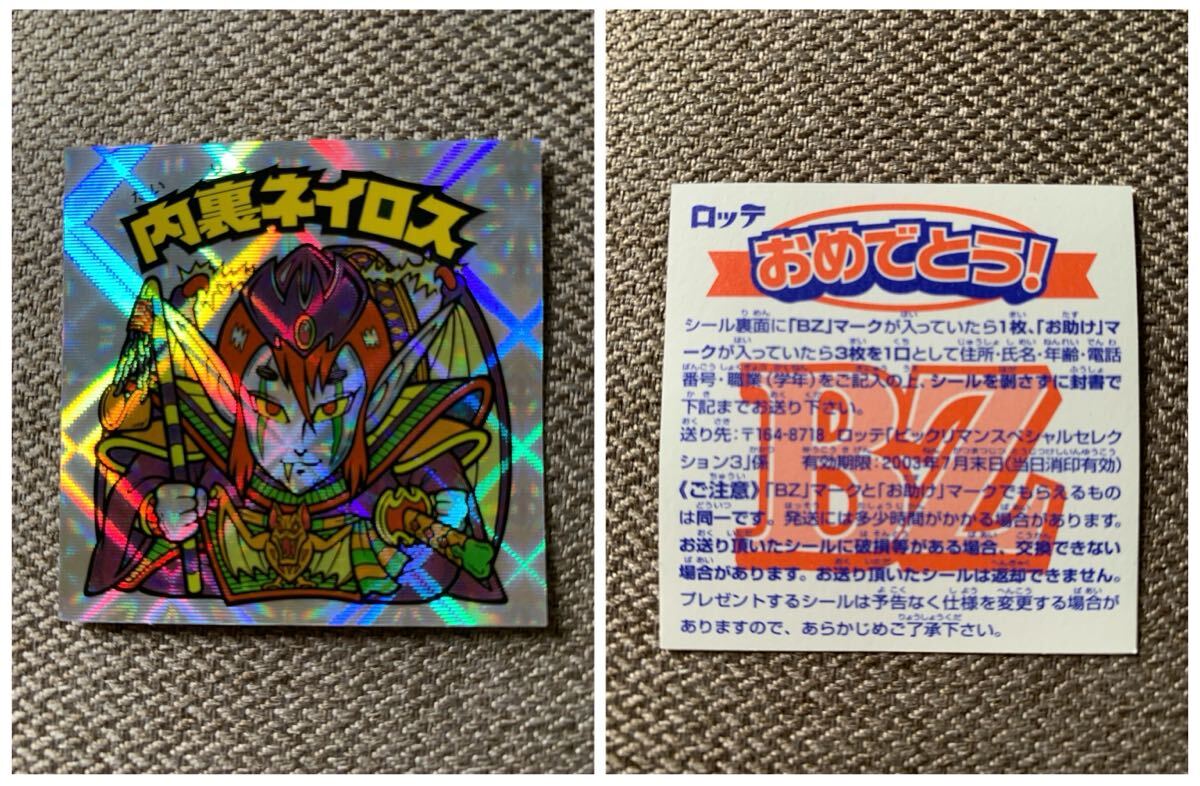 だいり
内裏ネイロス
ロッテ
おめでとう!
シール裏面に「BZ」マークが入っていたら1枚、「お助け」マ
ークが入っていたら3枚を1口として住所・氏名・年齢・電話
番号・職業(学年)をご記入の上、シールを剥さずに封書で
下記までお送り下さい。
送り先:〒164-8718 ロッテ「ビックリマンスペシャルセレク
ション3」係 有効期限:2003年7月末日(当日消印有効)
《ご注意》「BZ」マークと「お助け」マークでもらえるもの
は同一です。発送には多少時間がかかる場合があります。
お送り頂いたシールに破損等がある場合、交換できない
場合があります。お送り頂いたシールは返却できません。
プレゼントするシールは予告なく仕様を変更する場合が
ありますので、あらかじめご了承下さい。
BZ